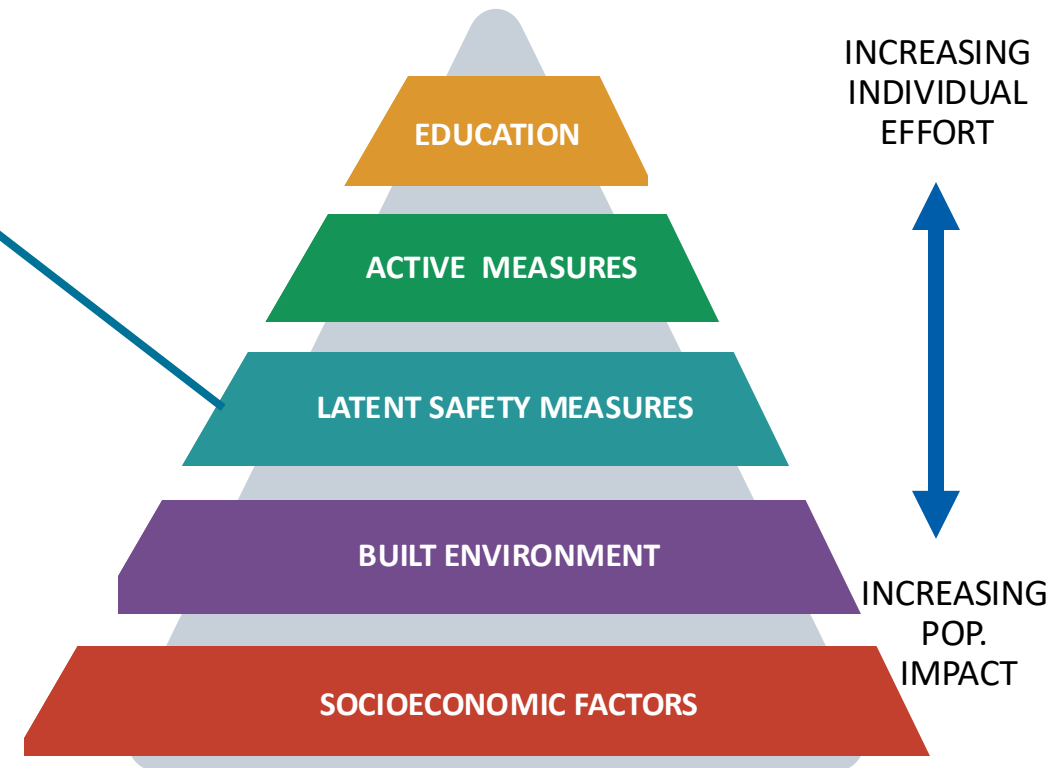 INCREASING
INDIVIDUAL
EFFORT
EDUCATION
ACTIVE MEASURES
LATENT SAFETY MEASURES
BUILT ENVIRONMENT
INCREASING
POP.
IMPACT
SOCIOECONOMIC FACTORS